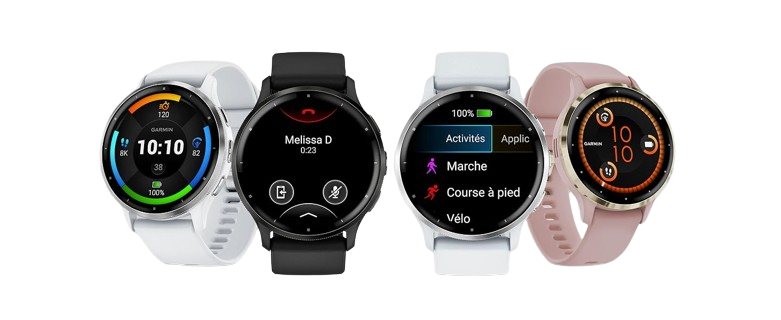 120
GARMIN
8K
10:10
82
38
100%
Melissa D
0:23
100%
Activités Applic
Marche
Course à pied
Vélo
GARMIN
10
10